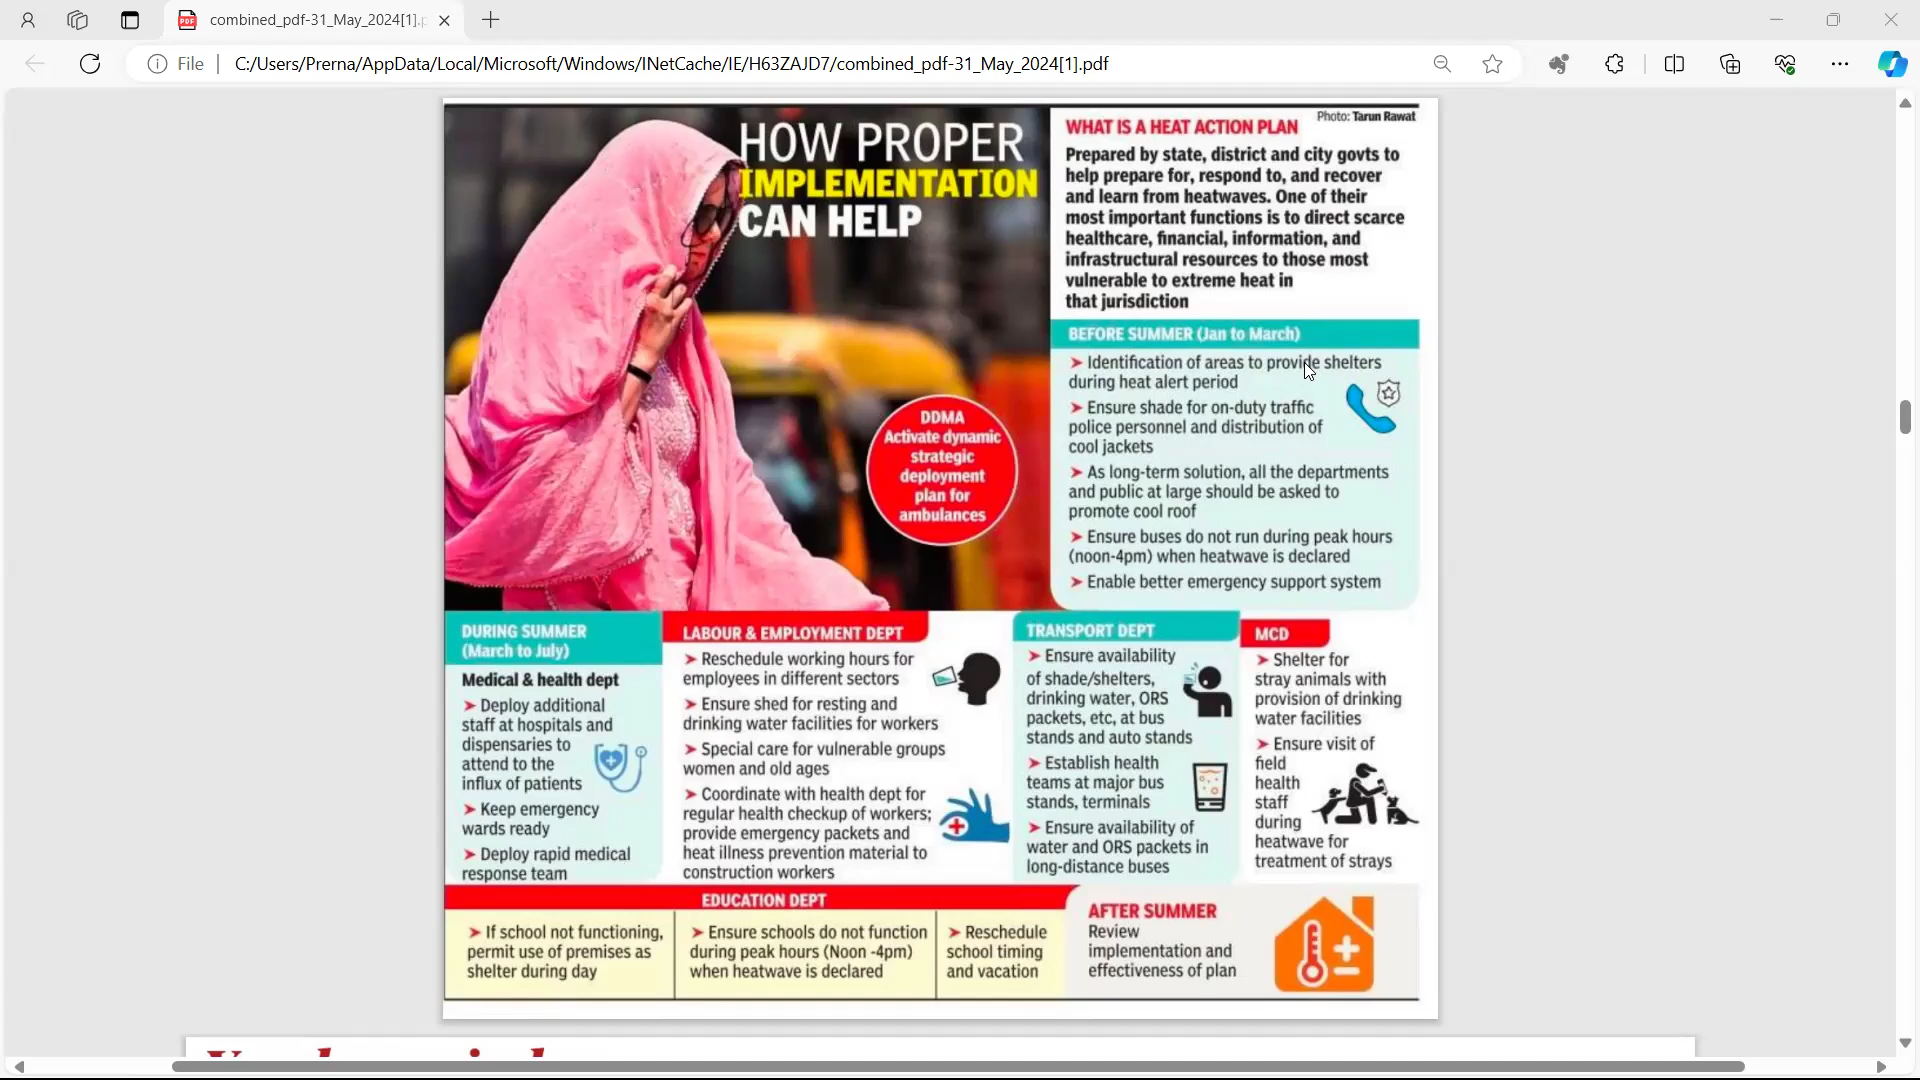 combined_pdf-31_May_2024[1].p
File
C:/Users/Prerna/AppData/Local/Microsoft/Windows/INetCache/IE/H63ZAJD7/combined_pdf-31_May_2024[1].pdf
HOW PROPER
IMPLEMENTATION
CAN HELP
DDMA
Activate dynamic
strategic
deployment
plan for
ambulances
Photo: Tarun Rawat
WHAT IS A HEAT ACTION PLAN
Prepared by state, district and city govts to
help prepare for, respond to, and recover
and learn from heatwaves. One of their
most important functions is to direct scarce
healthcare, financial, information, and
infrastructural resources to those most
vulnerable to extreme heat in
that jurisdiction
BEFORE SUMMER (Jan to March)
➤ Identification of areas to provide shelters
during heat alert period
➤ Ensure shade for on-duty traffic
police personnel and distribution of
cool jackets
➤ As long-term solution, all the departments
and public at large should be asked to
promote cool roof
➤ Ensure buses do not run during peak hours
(noon-4pm) when heatwave is declared
➤ Enable better emergency support system
DURING SUMMER
(March to July)
Medical & health dept
➤ Deploy additional
staff at hospitals and
dispensaries to
attend to the
influx of patients
➤ Keep emergency
wards ready
➤ Deploy rapid medical
response team
LABOUR & EMPLOYMENT DEPT
➤ Reschedule working hours for
employees in different sectors
➤ Ensure shed for resting and
drinking water facilities for workers
➤ Special care for vulnerable groups
women and old ages
➤ Coordinate with health dept for
regular health checkup of workers;
provide emergency packets and
heat illness prevention material to
construction workers
TRANSPORT DEPT
➤ Ensure availability
of shade/shelters,
drinking water, ORS
packets, etc, at bus
stands and auto stands
➤ Establish health
teams at major bus
stands, terminals
➤ Ensure availability of
water and ORS packets in
long-distance buses
MCD
➤ Shelter for
stray animals with
provision of drinking
water facilities
➤ Ensure visit of
field
health
staff
during
heatwave for
treatment of strays
EDUCATION DEPT
➤ If school not functioning,
permit use of premises as
shelter during day
➤ Ensure schools do not function
during peak hours (Noon -4pm)
when heatwave is declared
➤ Reschedule
school timing
and vacation
AFTER SUMMER
Review
implementation and
effectiveness of plan